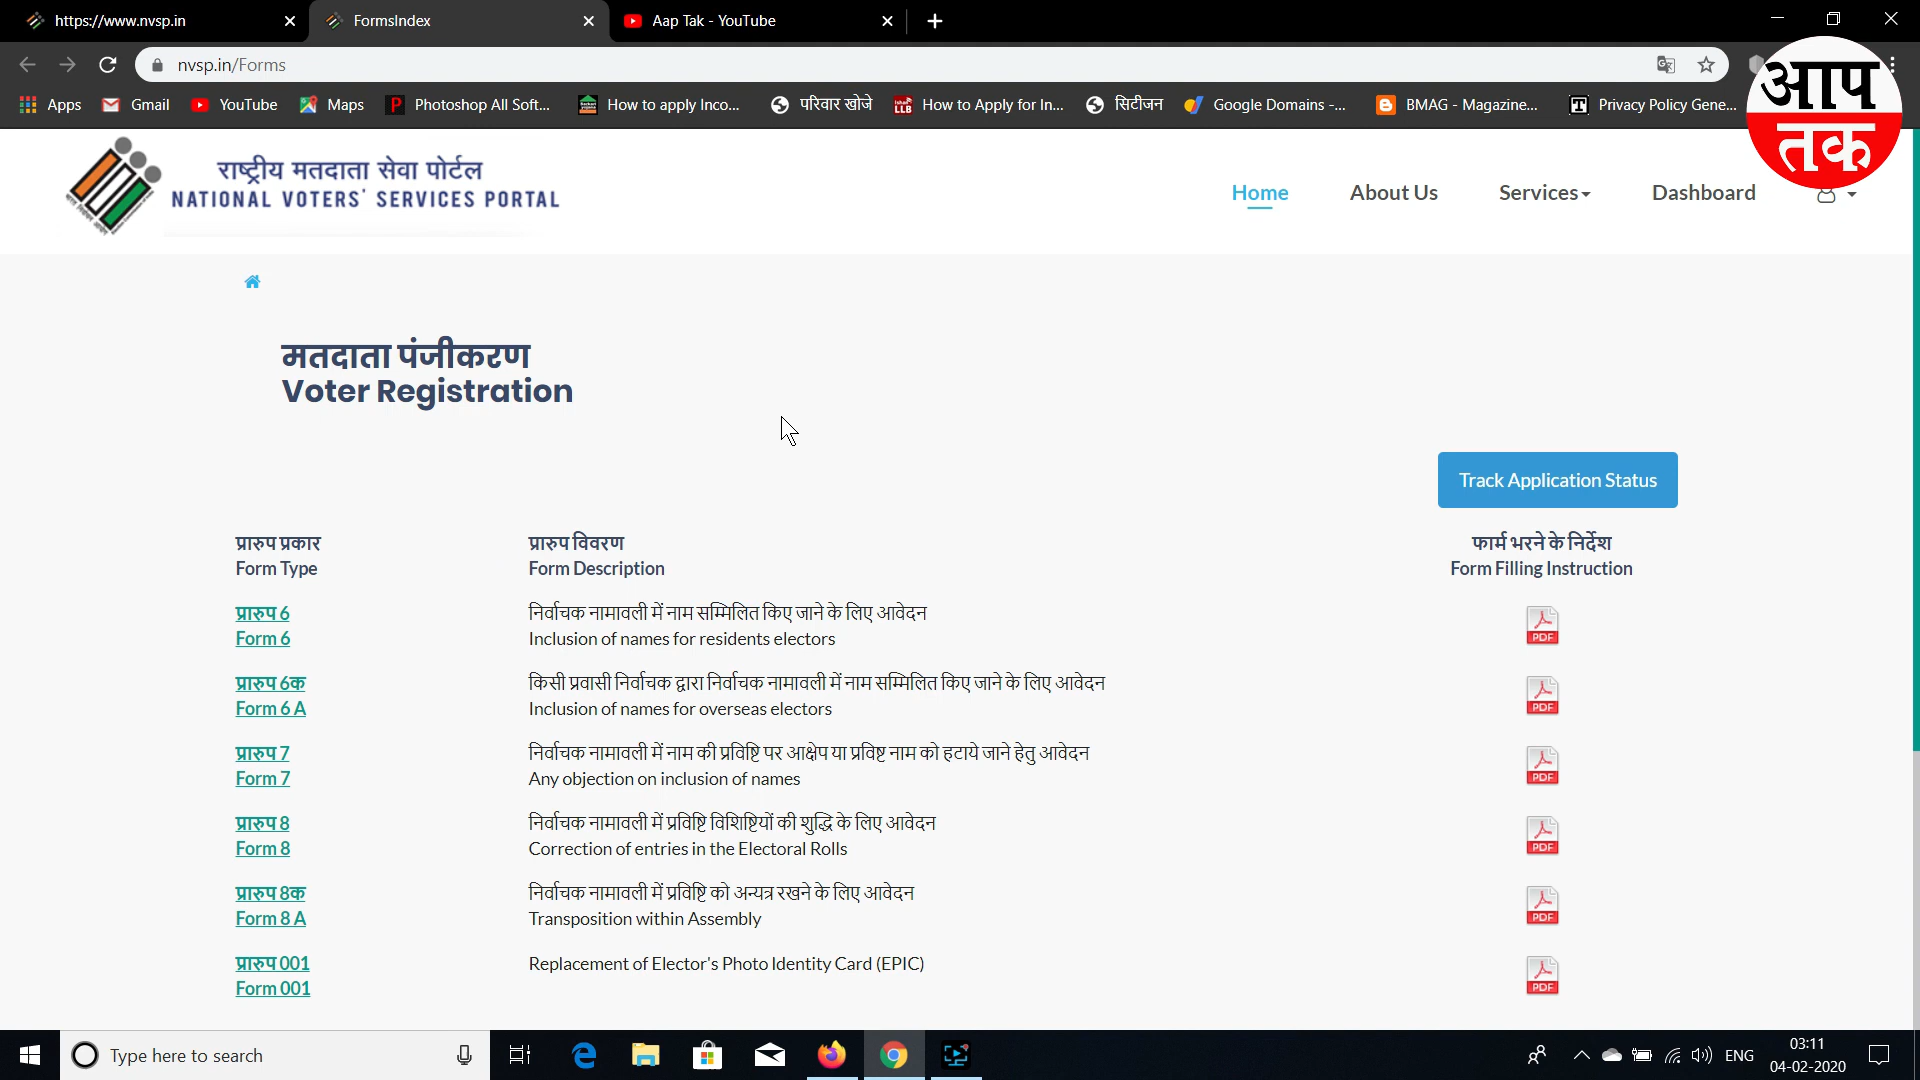 https://www.nvsp.in
FormsIndex
Aap Tak - YouTube
nvsp.in/Forms
Apps
Gmail
YouTube
Maps
Photoshop All Soft...
How to apply Inco...
परिवार खोजे
How to Apply for In...
सिटीजन
Google Domains -...
BMAG - Magazine...
Privacy Policy Gene...
आप
तक
राष्ट्रीय मतदाता सेवा पोर्टल
NATIONAL VOTERS' SERVICES PORTAL
Home
About Us
Services
Dashboard
मतदाता पंजीकरण
Voter Registration
Track Application Status
प्रारुप प्रकार
Form Type
प्रारुप विवरण
Form Description
फार्म भरने के निर्देश
Form Filling Instruction
प्रारुप 6
Form 6
निर्वाचक नामावली में नाम सम्मिलित किए जाने के लिए आवेदन
Inclusion of names for residents electors
PDF
प्रारुप 6क
Form 6 A
किसी प्रवासी निर्वाचक द्वारा निर्वाचक नामावली में नाम सम्मिलित किए जाने के लिए आवेदन
Inclusion of names for overseas electors
PDF
प्रारुप 7
Form 7
निर्वाचक नामावली में नाम की प्रविष्टि पर आक्षेप या प्रविष्ट नाम को हटाये जाने हेतु आवेदन
Any objection on inclusion of names
PDF
प्रारुप 8
Form 8
निर्वाचक नामावली में प्रविष्टि विशिष्टियों की शुद्धि के लिए आवेदन
Correction of entries in the Electoral Rolls
PDF
प्रारुप 8क
Form 8 A
निर्वाचक नामावली में प्रविष्टि को अन्यत्र रखने के लिए आवेदन
Transposition within Assembly
PDF
प्रारुप 001
Form 001
Replacement of Elector's Photo Identity Card (EPIC)
PDF
Type here to search
ENG
03:11
04-02-2020